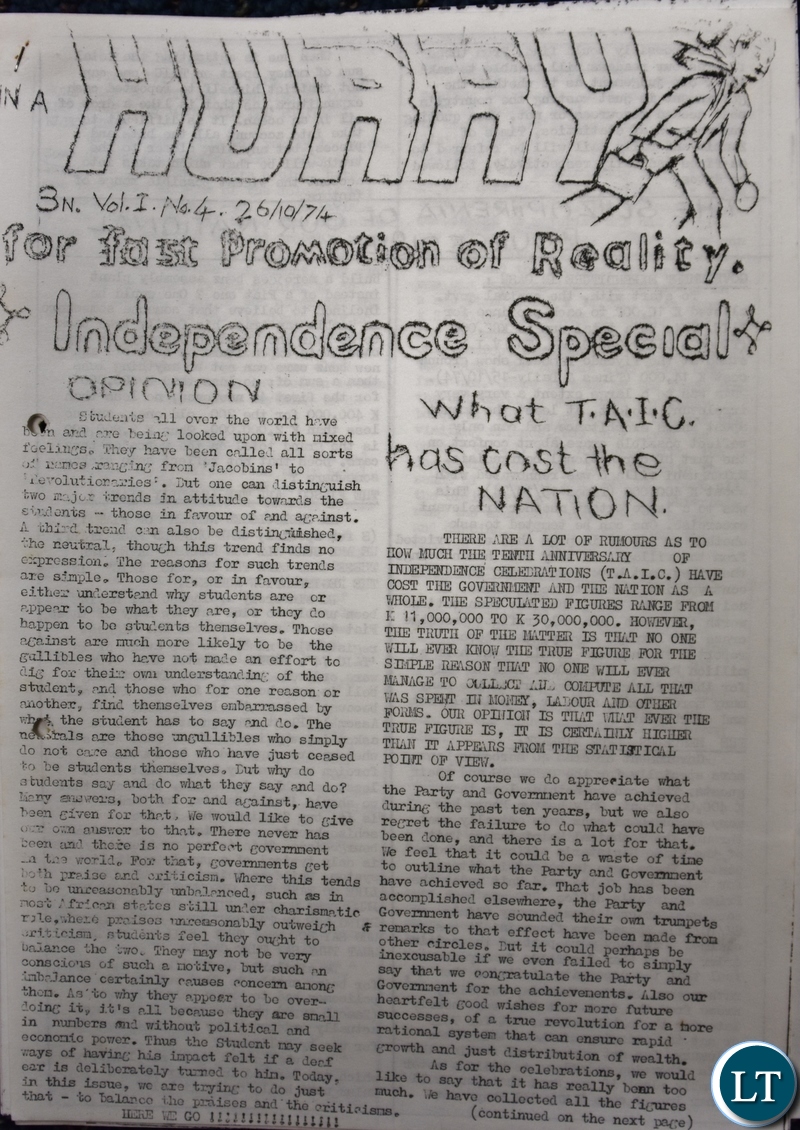 IN A
HURRY
3N. Vol.I.No.4. 26/10/74
for fast Promotion of Reality.
Independence Special
OPINION
Students all over the world have
been and are being looked upon with mixed
feelings. They have been called all sorts
of names ranging from 'Jacobins' to
'revolutionaries'. But one can distinguish
two major trends in attitude towards the
students - those in favour of and against.
A third trend can also be distinguished,
the neutral, though this trend finds no
expression. The reasons for such trends
are simple. Those for, or in favour,
either understand why students are or
appear to be what they are, or they do
happen to be students themselves. Those
against are much more likely to be the
gullibles who have not made an effort to
dig for their own understanding of the
student, and those who for one reason or
another, find themselves embarrassed by
what the student has to say and do. The
neutrals are those ungullibles who simply
do not care and those who have just ceased
to be students themselves. But why do
students say and do what they say and do?
Many answers, both for and against, have
been given for that. We would like to give
our own answer to that. There never has
been and there is no perfect government
in the world. For that, governments get
both praise and criticism. Where this tends
to be unreasonably unbalanced, such as in
most African states still under charismatic
role,where praises unreasonably outweigh
criticism, students feel they ought to
balance the two. They may not be very
conscious of such a motive, but such an
imbalance certainly causes concern among
them. As to why they appear to be over-
doing it, it's all because they are small
in numbers and without political and
economic power. Thus the Student may seek
ways of having his impact felt if a deaf
ear is deliberately turned to him. Today,
in this issue, we are trying to do just
that - to balance the praises and the criticisms.
HERE WE GO !!!!!!!!!!!!!!!!!!!!
What T.A.I.C.
has cost the
NATION.
THERE ARE A LOT OF RUMOURS AS TO
HOW MUCH THE TENTH ANNIVERSARY OF
INDEPENDENCE CELEBRATIONS (T.A.I.C.) HAVE
COST THE GOVERNMENT AND THE NATION AS A
WHOLE. THE SPECULATED FIGURES RANGE FROM
K 11,000,000 TO K 30,000,000. HOWEVER,
THE TRUTH OF THE MATTER IS THAT NO ONE
WILL EVER KNOW THE TRUE FIGURE FOR THE
SIMPLE REASON THAT NO ONE WILL EVER
MANAGE TO COLLECT AND COMPUTE ALL THAT
WAS SPENT IN MONEY, LABOUR AND OTHER
FORMS. OUR OPINION IS THAT WHAT EVER THE
TRUE FIGURE IS, IT IS CERTAINLY HIGHER
THAN IT APPEARS FROM THE STATISTICAL
POINT OF VIEW.
Of course we do appreciate what
the Party and Government have achieved
during the past ten years, but we also
regret the failure to do what could have
been done, and there is a lot for that.
We feel that it could be a waste of time
to outline what the Party and Government
have achieved so far. That job has been
accomplished elsewhere, the Party and
Government have sounded their own trumpets
& remarks to that effect have been made from
other circles. But it could perhaps be
inexcusable if we even failed to simply
say that we congratulate the Party and
Government for the achievements. Also our
heartfelt good wishes for more future
successes, of a true revolution for a more
rational system that can ensure rapid
growth and just distribution of wealth.
As for the celebrations, we would
like to say that it has really benn too
much. We have collected all the figures
(continued on the next page)
LT